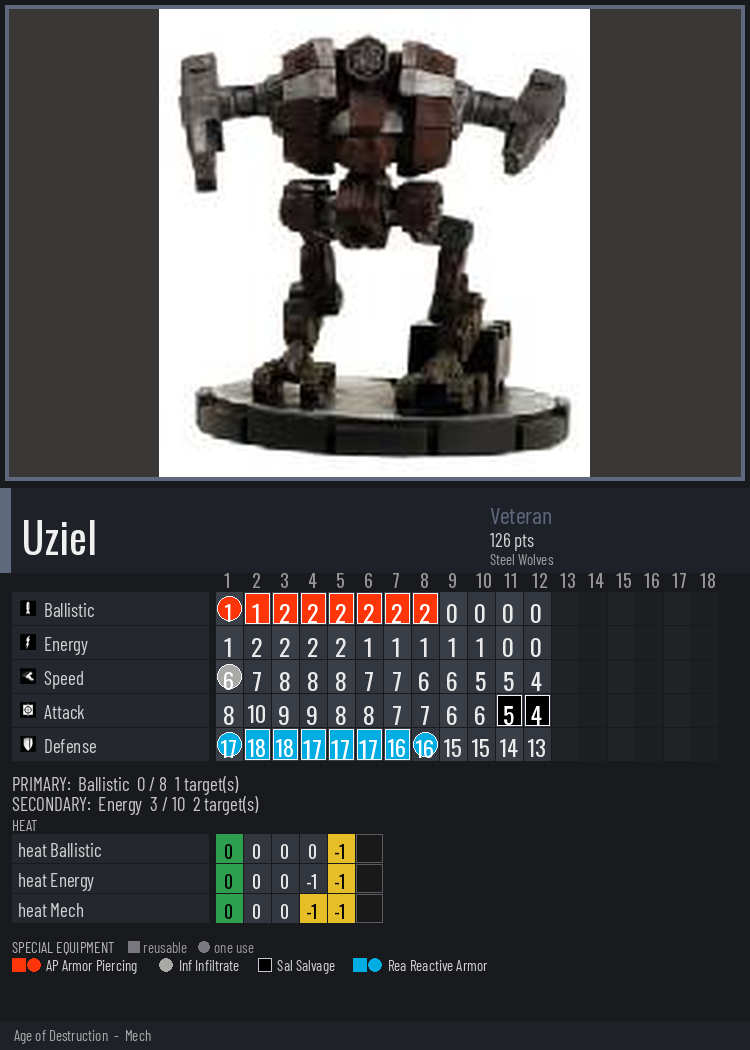 Uziel
Veteran
126 pts
Steel Wolves
1 2 3 4 5 6 7 8 9 10 11 12 13 14 15 16 17 18
Ballistic 1 1 2 2 2 2 2 2 0 0 0 0
Energy 1 2 2 2 2 1 1 1 1 1 0 0
Speed 6 7 8 8 8 7 7 6 6 5 5 4
Attack 8 10 9 9 8 8 7 7 6 6 5 4
Defense 17 18 18 17 17 17 16 16 15 15 14 13
PRIMARY: Ballistic 0 / 8 1 target(s)
SECONDARY: Energy 3 / 10 2 target(s)
HEAT
heat Ballistic 0 0 0 0 -1
heat Energy 0 0 0 -1 -1
heat Mech 0 0 0 -1 -1
SPECIAL EQUIPMENT reusable one use
AP Armor Piercing Inf Infiltrate Sal Salvage Rea Reactive Armor
Age of Destruction - Mech